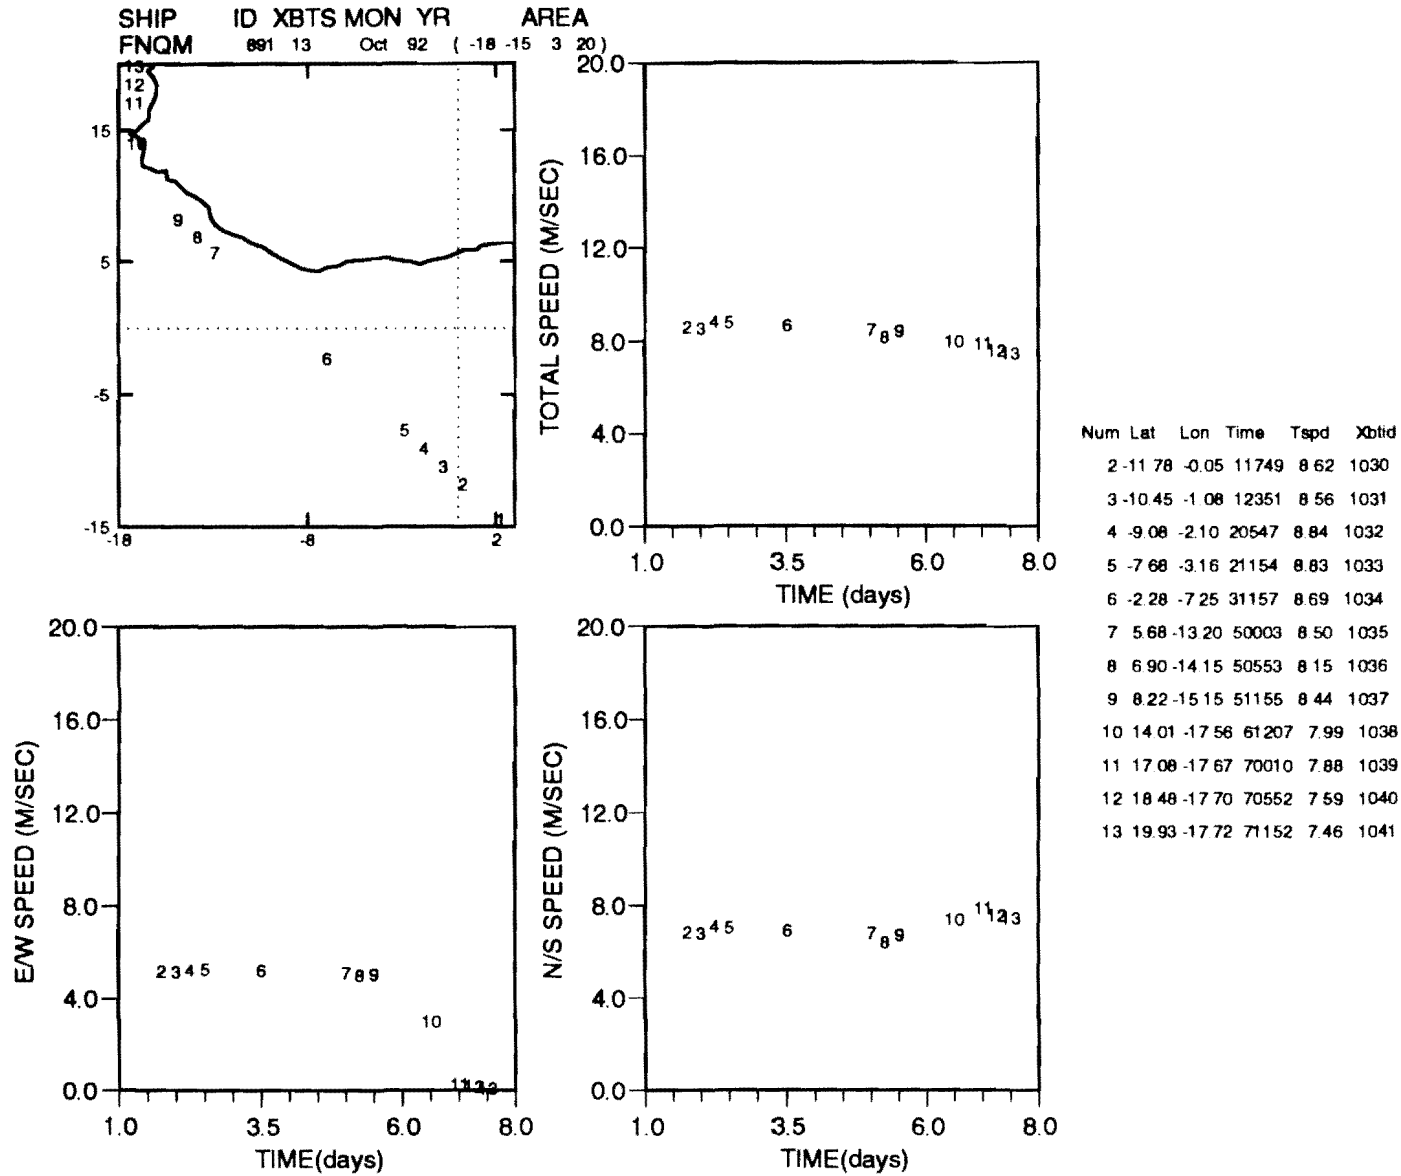 SHIP ID XBTS MON YR AREA
FNQM 891 13 Oct 92 ( -18 -15 3 20 )
13
12
11
15
10
9
8
7
5
6
-5
5
4
3
2
1
-15
-18 -8 2
20.0
16.0
12.0
8.0
4.0
0.0
TOTAL SPEED (M/SEC)
2 3 4 5 6 7 8 9 10 11 12 13
1.0 3.5 6.0 8.0
TIME (days)
Num Lat Lon Time Tspd Xbtid
2 -11 78 -0.05 11749 8 62 1030
3 -10.45 -1 08 12351 8 56 1031
4 -9.08 -2.10 20547 8.84 1032
5 -7 68 -3.16 21154 8.83 1033
6 -2 28 -7 25 31157 8.69 1034
7 5.68 -13 20 50003 8.50 1035
8 6 90 -14.15 50553 8 15 1036
9 8.22 -15 15 51155 8 44 1037
10 14 01 -17 56 61207 7.99 1038
11 17 08 -17 67 70010 7.88 1039
12 18 48 -17 70 70552 7.59 1040
13 19.93 -17 72 71152 7.46 1041
20.0
16.0
12.0
8.0
4.0
0.0
E/W SPEED (M/SEC)
2 3 4 5 6 7 8 9 10 11
1.0 3.5 6.0 8.0
TIME(days)
20.0
16.0
12.0
8.0
4.0
0.0
N/S SPEED (M/SEC)
2 3 4 5 6 7 8 9 10 11 12 13
1.0 3.5 6.0 8.0
TIME(days)